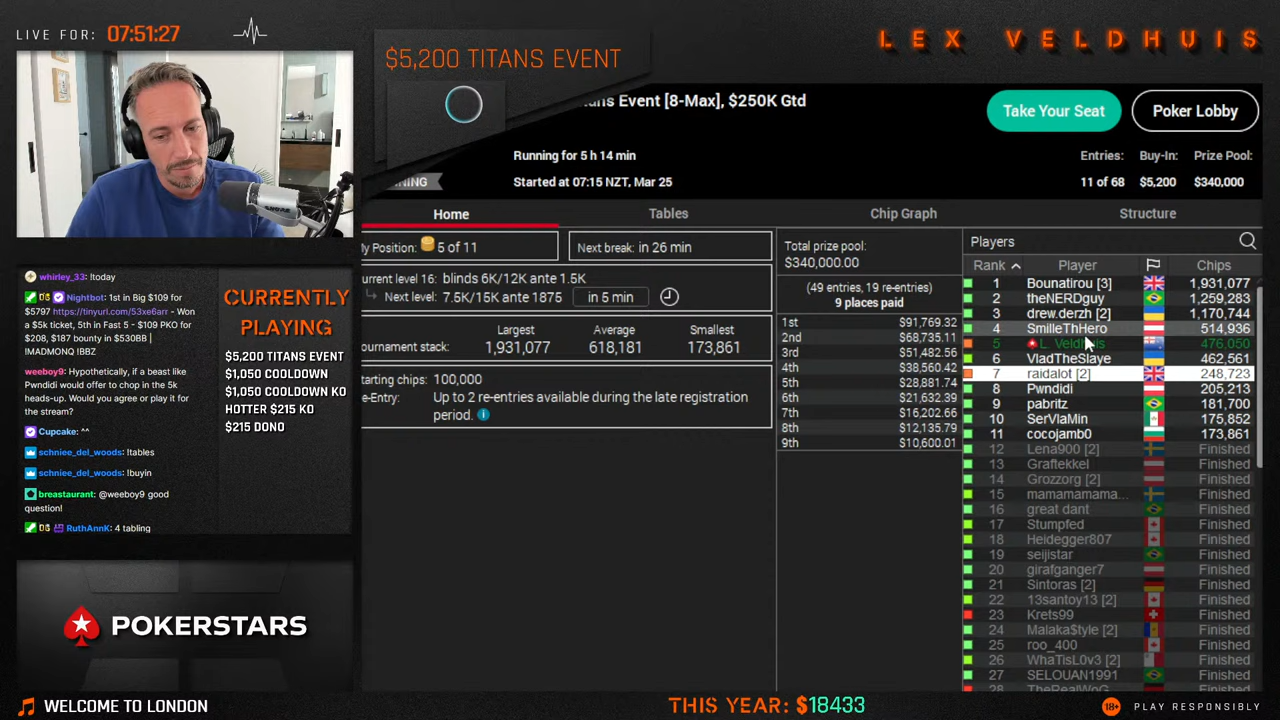 LIVE FOR: 07:51:27
$5,200 TITANS EVENT
LEX VELDHUIS
Event [8-Max], $250K Gtd
Take Your Seat
Poker Lobby
Running for 5 h 14 min
Started at 07:15 NZT, Mar 25
Entries: Buy-In: Prize Pool:
11 of 68 $5,200 $340,000
Home Tables Chip Graph Structure
Position: 5 of 11
Next break: in 26 min
level 16: blinds 6K/12K ante 1.5K
Next level: 7.5K/15K ante 1875 in 5 min
Largest Average Smallest
stack: 1,931,077 618,181 173,861
chips: 100,000
Up to 2 re-entries available during the late registration
period.
Total prize pool:
$340,000.00
(49 entries, 19 re-entries)
9 places paid
1st $91,769.32
2nd $68,735.11
3rd $51,482.56
4th $38,560.42
5th $28,881.74
6th $21,632.39
7th $16,202.66
8th $12,135.79
9th $10,600.01
Players
Rank Player Chips
1 Bounatirou [3] 1,931,077
2 theNERDguy 1,259,283
3 drew.derzh [2] 1,170,744
4 SmilleThHero 514,936
5 L. 476,050
6 VladTheSlaye 462,561
7 raidalot [2] 248,723
8 Pwndidi 205,213
9 pabritz 181,700
10 SerVlaMin 175,852
11 cocojamb0 173,861
12 Lena900 [2] Finished
13 Graftekkel Finished
14 Grozzorg [2] Finished
15 mamamamama... Finished
16 great dant Finished
17 Stumpfed Finished
18 Heidegger807 Finished
19 seijistar Finished
20 girafganger7 Finished
21 Sintoras [2] Finished
22 13santoy13 [2] Finished
23 Krets99 Finished
24 Malaka$tyle [2] Finished
25 roo_400 Finished
26 WhaTisL0v3 [2] Finished
27 SELOUAN1991 Finished
28 TheRealWoG Finished
whirley_33: !today
Nightbot: 1st in Big $109 for
$5797 https://tinyurl.com/53xe6arr - Won
a $5k ticket, 5th in Fast 5 - $109 PKO for
$208, $187 bounty in $530BB |
!MADMONQ !BBZ
weeboy9: Hypothetically, if a beast like
Pwndidi would offer to chop in the 5k
heads-up. Would you agree or play it for
the stream?
Cupcake: ^^
schniee_del_woods: !tables
schniee_del_woods: !buyin
breastaurant: @weeboy9 good
question!
RuthAnnK: 4 tabling
CURRENTLY
PLAYING
$5,200 TITANS EVENT
$1,050 COOLDOWN
$1,050 COOLDOWN KO
HOTTER $215 KO
$215 DONO
POKERSTARS
WELCOME TO LONDON
THIS YEAR: $18433
18+ PLAY RESPONSIBLY